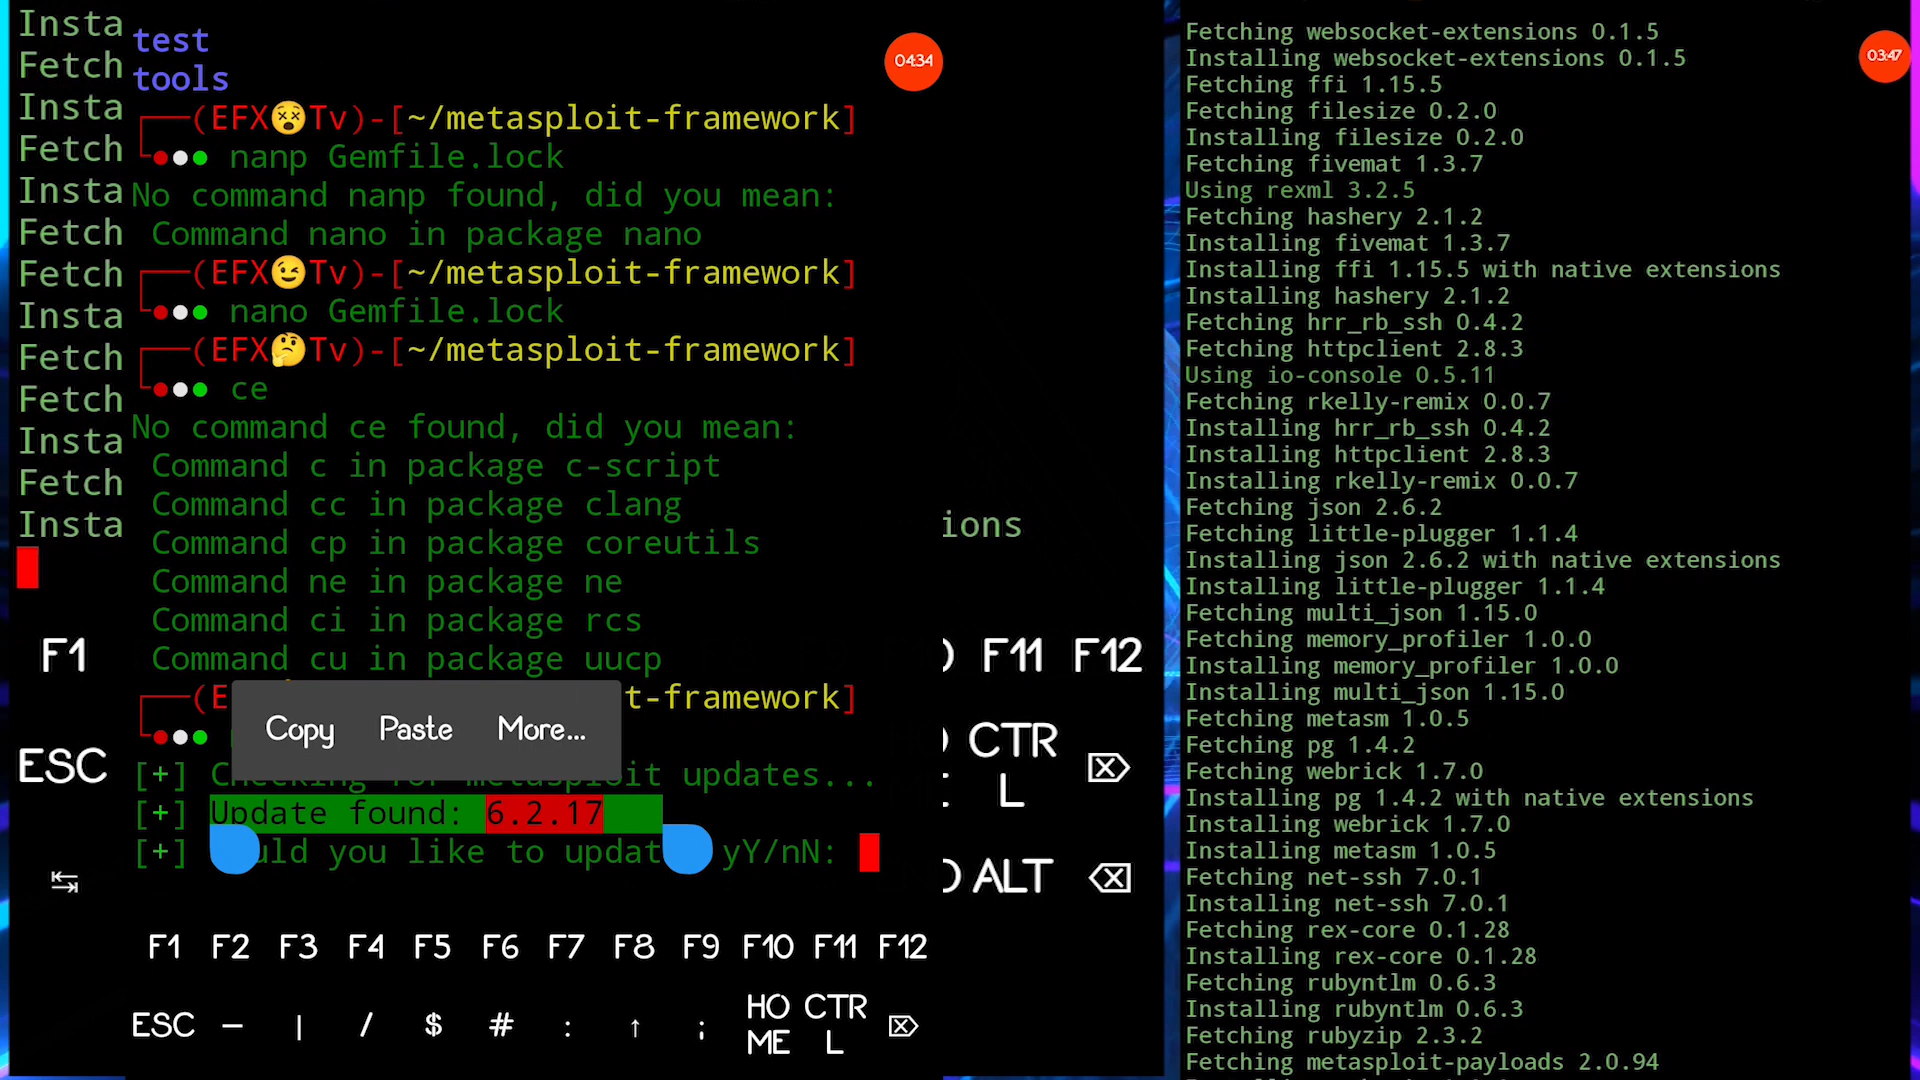 Insta
Fetch
Insta
Fetch
Insta
Fetch
Fetch
Insta
Fetch
Fetch
Insta
Fetch
Insta
F1
ESC
test
tools
04:34
(EFX😵Tv)-[~/metasploit-framework]
nanp Gemfile.lock
No command nanp found, did you mean:
Command nano in package nano
(EFX😉Tv)-[~/metasploit-framework]
nano Gemfile.lock
(EFX🤔Tv)-[~/metasploit-framework]
ce
No command ce found, did you mean:
Command c in package c-script
Command cc in package clang
Command cp in package coreutils
Command ne in package ne
Command ci in package rcs
Command cu in package uucp
(E t-framework]
Copy Paste More...
[+] Checking for metasploit updates...
[+] Update found: 6.2.17
[+] uld you like to updat yY/nN:
F1 F2 F3 F4 F5 F6 F7 F8 F9 F10 F11 F12
ESC – | / $ # : ↑ ; HOME CTRL ⌦
ions
F11 F12
CTRL ⌦
ALT ⌫
03:47
Fetching websocket-extensions 0.1.5
Installing websocket-extensions 0.1.5
Fetching ffi 1.15.5
Fetching filesize 0.2.0
Installing filesize 0.2.0
Fetching fivemat 1.3.7
Using rexml 3.2.5
Fetching hashery 2.1.2
Installing fivemat 1.3.7
Installing ffi 1.15.5 with native extensions
Installing hashery 2.1.2
Fetching hrr_rb_ssh 0.4.2
Fetching httpclient 2.8.3
Using io-console 0.5.11
Fetching rkelly-remix 0.0.7
Installing hrr_rb_ssh 0.4.2
Installing httpclient 2.8.3
Installing rkelly-remix 0.0.7
Fetching json 2.6.2
Fetching little-plugger 1.1.4
Installing json 2.6.2 with native extensions
Installing little-plugger 1.1.4
Fetching multi_json 1.15.0
Fetching memory_profiler 1.0.0
Installing memory_profiler 1.0.0
Installing multi_json 1.15.0
Fetching metasm 1.0.5
Fetching pg 1.4.2
Fetching webrick 1.7.0
Installing pg 1.4.2 with native extensions
Installing webrick 1.7.0
Installing metasm 1.0.5
Fetching net-ssh 7.0.1
Installing net-ssh 7.0.1
Fetching rex-core 0.1.28
Installing rex-core 0.1.28
Fetching rubyntlm 0.6.3
Installing rubyntlm 0.6.3
Fetching rubyzip 2.3.2
Fetching metasploit-payloads 2.0.94